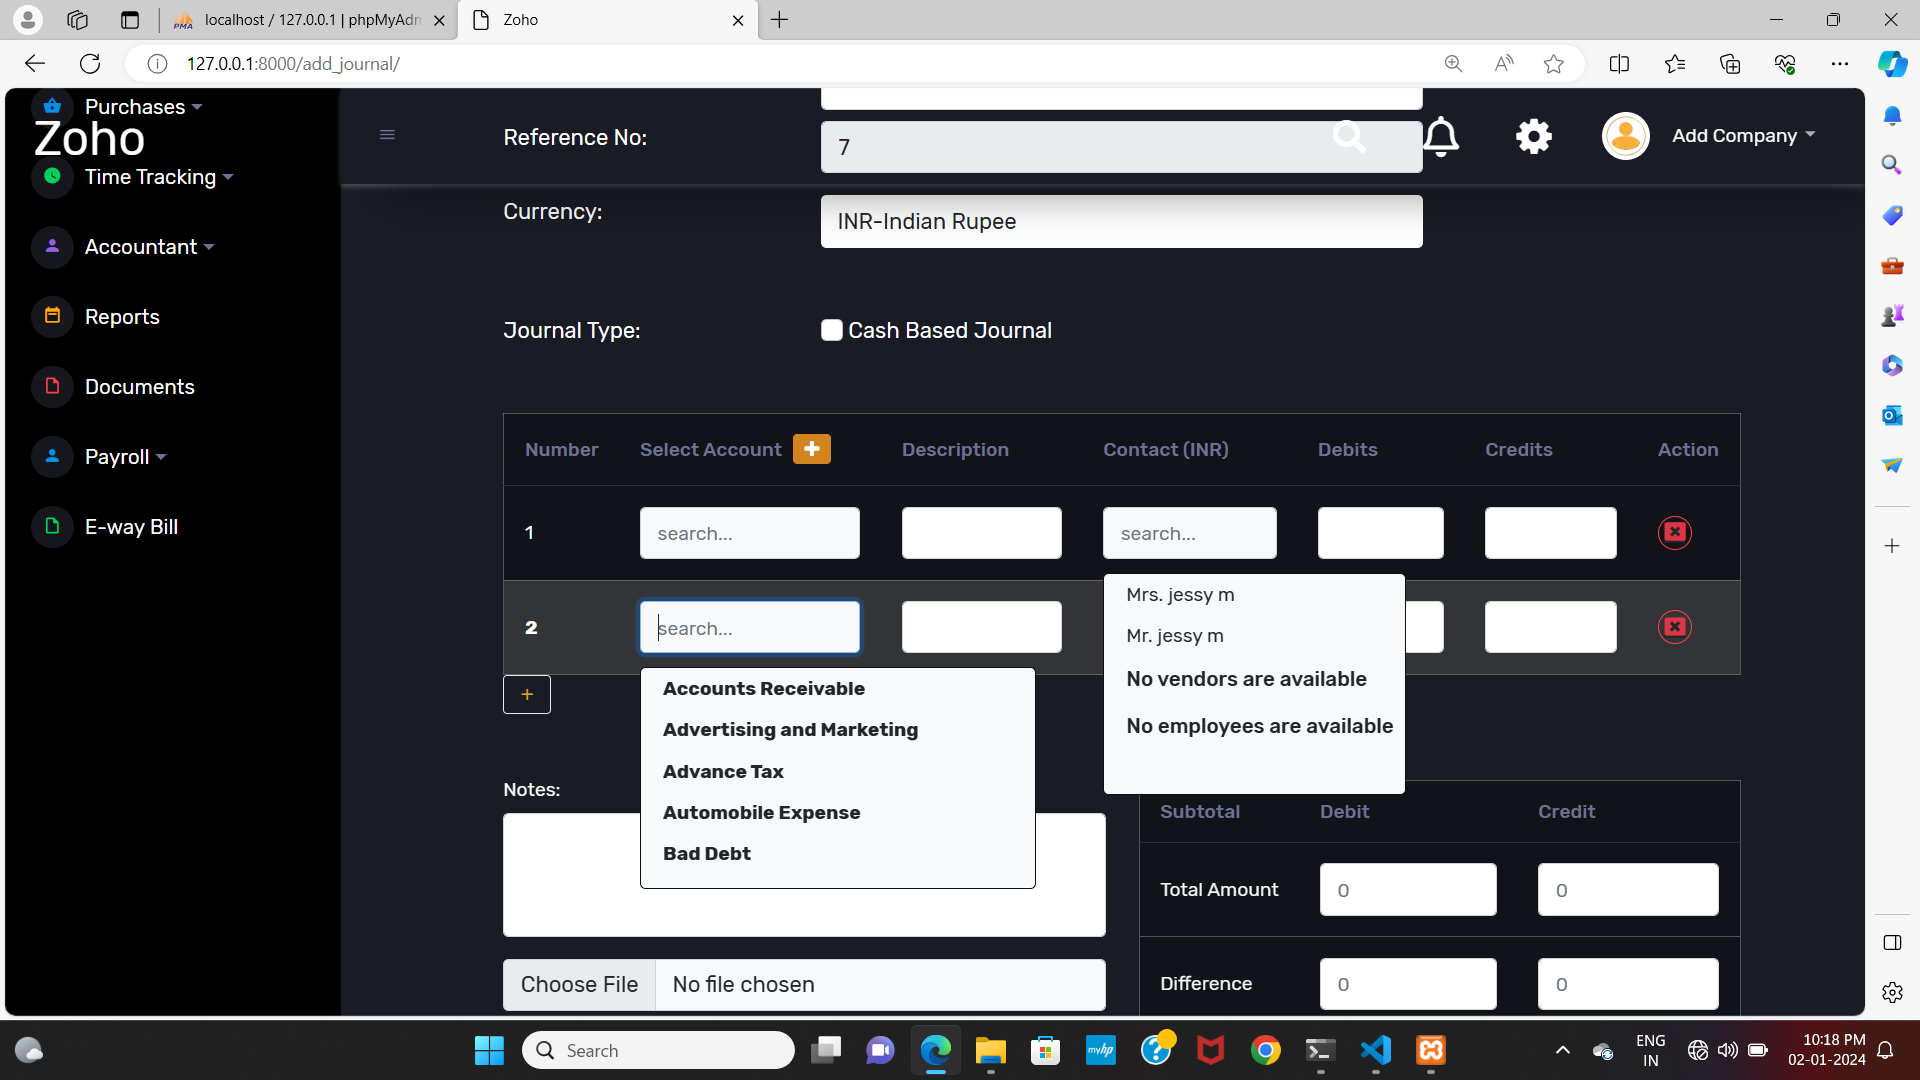 localhost / 127.0.0.1 | phpMyAdm
Zoho
127.0.0.1:8000/add_journal/
Purchases
Zoho
Time Tracking
Accountant
Reports
Documents
Payroll
E-way Bill
Reference No:
7
Add Company
Currency:
INR-Indian Rupee
Journal Type:
Cash Based Journal
Number Select Account + Description Contact (INR) Debits Credits Action
1 search... search...
2 search...
Mrs. jessy m
Mr. jessy m
No vendors are available
No employees are available
+
Accounts Receivable
Advertising and Marketing
Advance Tax
Automobile Expense
Bad Debt
Notes:
Choose File No file chosen
Subtotal Debit Credit
Total Amount 0 0
Difference 0 0
Search
myhp
ENG
IN
10:18 PM
02-01-2024